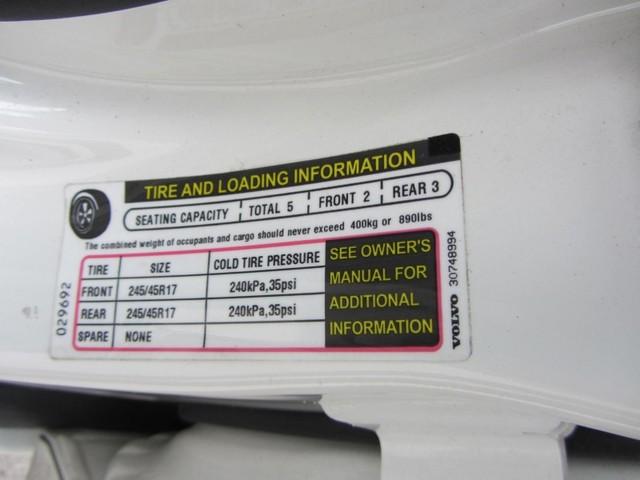 TIRE AND LOADING INFORMATION
SEATING CAPACITY TOTAL 5 FRONT 2 REAR 3
The combined weight of occupants and cargo should never exceed 400kg or 890lbs
TIRE SIZE COLD TIRE PRESSURE
FRONT 245/45R17 240kPa,35psi
REAR 245/45R17 240kPa,35psi
SPARE NONE
SEE OWNER'S
MANUAL FOR
ADDITIONAL
INFORMATION
029692
VOLVO 30748994